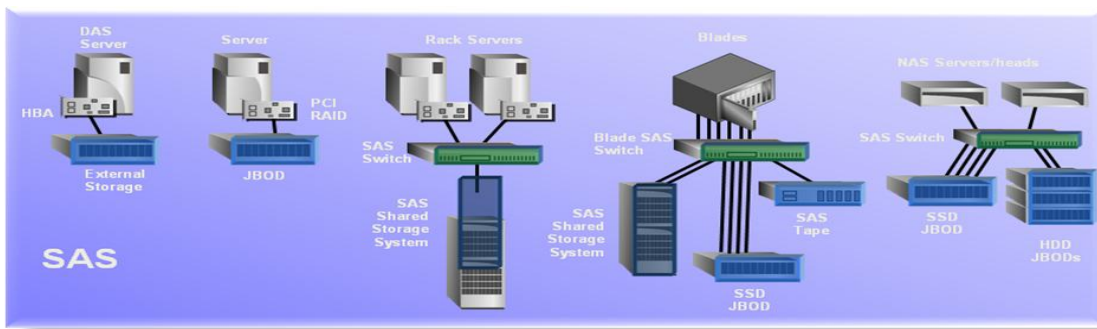 DAS
Server
HBA
External
Storage
Server
PCI
RAID
JBOD
Rack Servers
SAS
Switch
SAS
Shared
Storage
System
Blades
Blade SAS
Switch
SAS
Shared
Storage
System
SAS
Tape
SSD
JBOD
NAS Servers/heads
SAS Switch
SSD
JBOD
HDD
JBODs
SAS